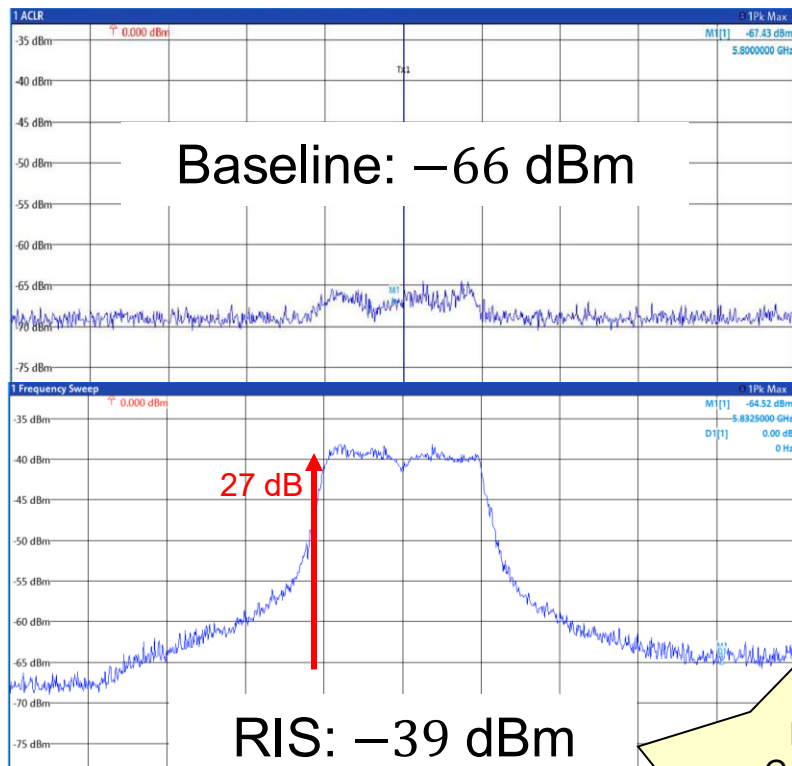 1 ACLR
1Pk Max
0.000 dBm
M1[1] -67.43 dBm
5.8000000 GHz
-35 dBm
Tx1
-40 dBm
-45 dBm
Baseline: −66 dBm
-50 dBm
-55 dBm
-60 dBm
-65 dBm
M1
-70 dBm
-75 dBm
1 Frequency Sweep
1Pk Max
0.000 dBm
M1[1] -64.52 dBm
5.8325000 GHz
-35 dBm
D1[1] 0.00 dB
0 Hz
-40 dBm
27 dB
-45 dBm
-50 dBm
-55 dBm
-60 dBm
-65 dBm
-70 dBm
RIS: −39 dBm
-75 dBm